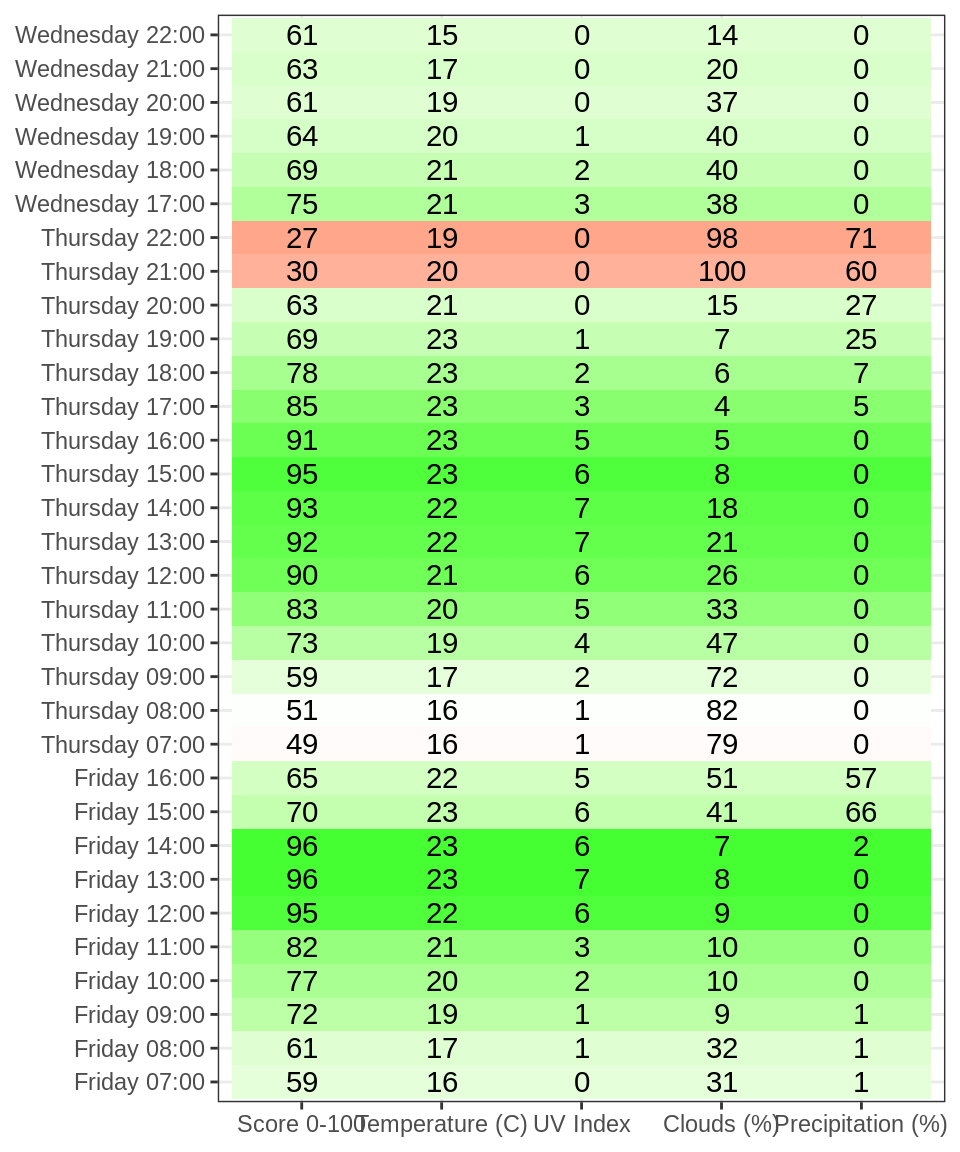 Wednesday 22:00 61 15 0 14 0
Wednesday 21:00 63 17 0 20 0
Wednesday 20:00 61 19 0 37 0
Wednesday 19:00 64 20 1 40 0
Wednesday 18:00 69 21 2 40 0
Wednesday 17:00 75 21 3 38 0
Thursday 22:00 27 19 0 98 71
Thursday 21:00 30 20 0 100 60
Thursday 20:00 63 21 0 15 27
Thursday 19:00 69 23 1 7 25
Thursday 18:00 78 23 2 6 7
Thursday 17:00 85 23 3 4 5
Thursday 16:00 91 23 5 5 0
Thursday 15:00 95 23 6 8 0
Thursday 14:00 93 22 7 18 0
Thursday 13:00 92 22 7 21 0
Thursday 12:00 90 21 6 26 0
Thursday 11:00 83 20 5 33 0
Thursday 10:00 73 19 4 47 0
Thursday 09:00 59 17 2 72 0
Thursday 08:00 51 16 1 82 0
Thursday 07:00 49 16 1 79 0
Friday 16:00 65 22 5 51 57
Friday 15:00 70 23 6 41 66
Friday 14:00 96 23 6 7 2
Friday 13:00 96 23 7 8 0
Friday 12:00 95 22 6 9 0
Friday 11:00 82 21 3 10 0
Friday 10:00 77 20 2 10 0
Friday 09:00 72 19 1 9 1
Friday 08:00 61 17 1 32 1
Friday 07:00 59 16 0 31 1
Score 0-100 Temperature (C) UV Index Clouds (%) Precipitation (%)